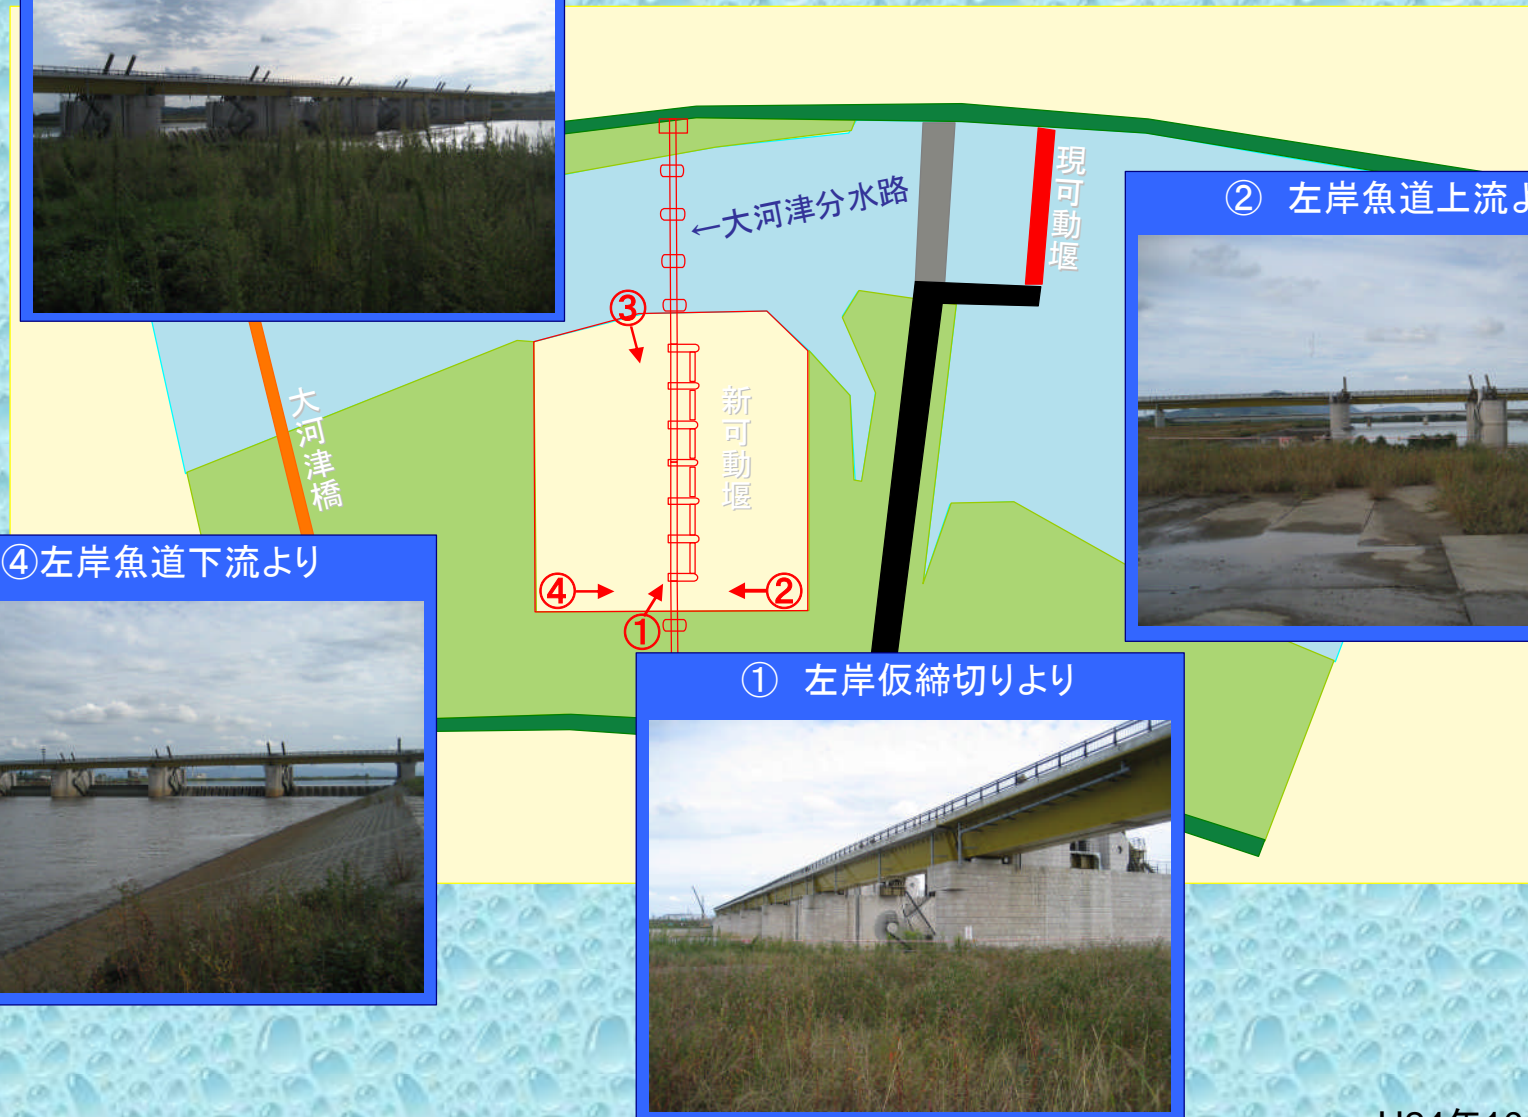 現可動堰
←大河津分水路
② 左岸魚道上流よ
③
大河津橋
新可動堰
④左岸魚道下流より
④
②
①
① 左岸仮締切りより